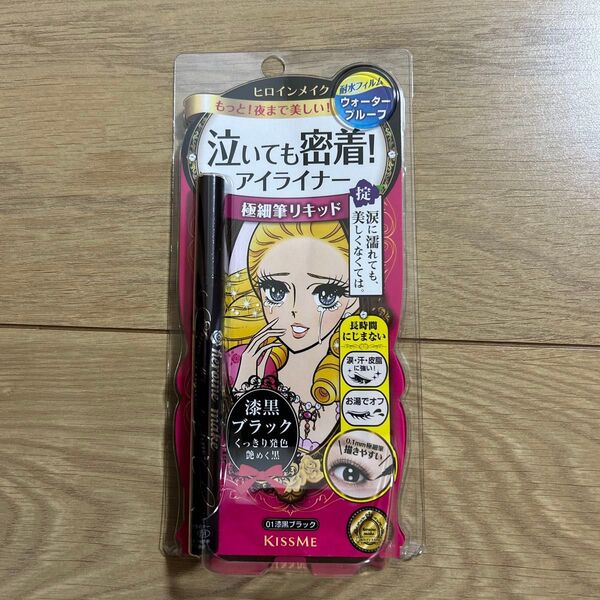 ヒロインメイク
もっと!夜まで美しい!
耐水フィルム
ウォーター
プルーフ
泣いても密着!
アイライナー
極細筆リキッド
掟
涙に濡れても、
美しくなくては。
長時間
にじまない
涙・汗・皮脂
に強い!
お湯でオフ
0.1mm極細筆
描きやすい
漆黒
ブラック
くっきり発色
艶めく黒
heroine make
01漆黒ブラック
KISSME